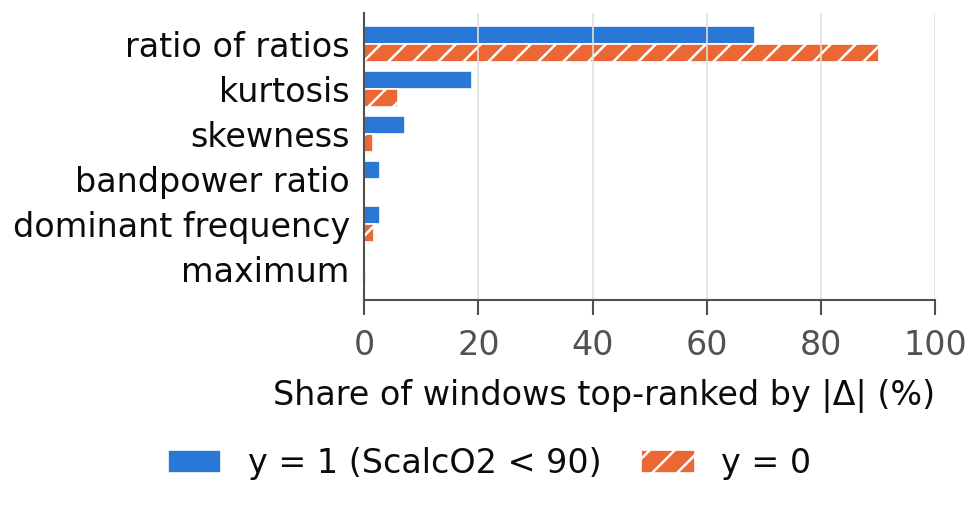 ratio of ratios
kurtosis
skewness
bandpower ratio
dominant frequency
maximum
0 20 40 60 80 100
Share of windows top-ranked by |Δ| (%)
y = 1 (ScalcO2 < 90) y = 0